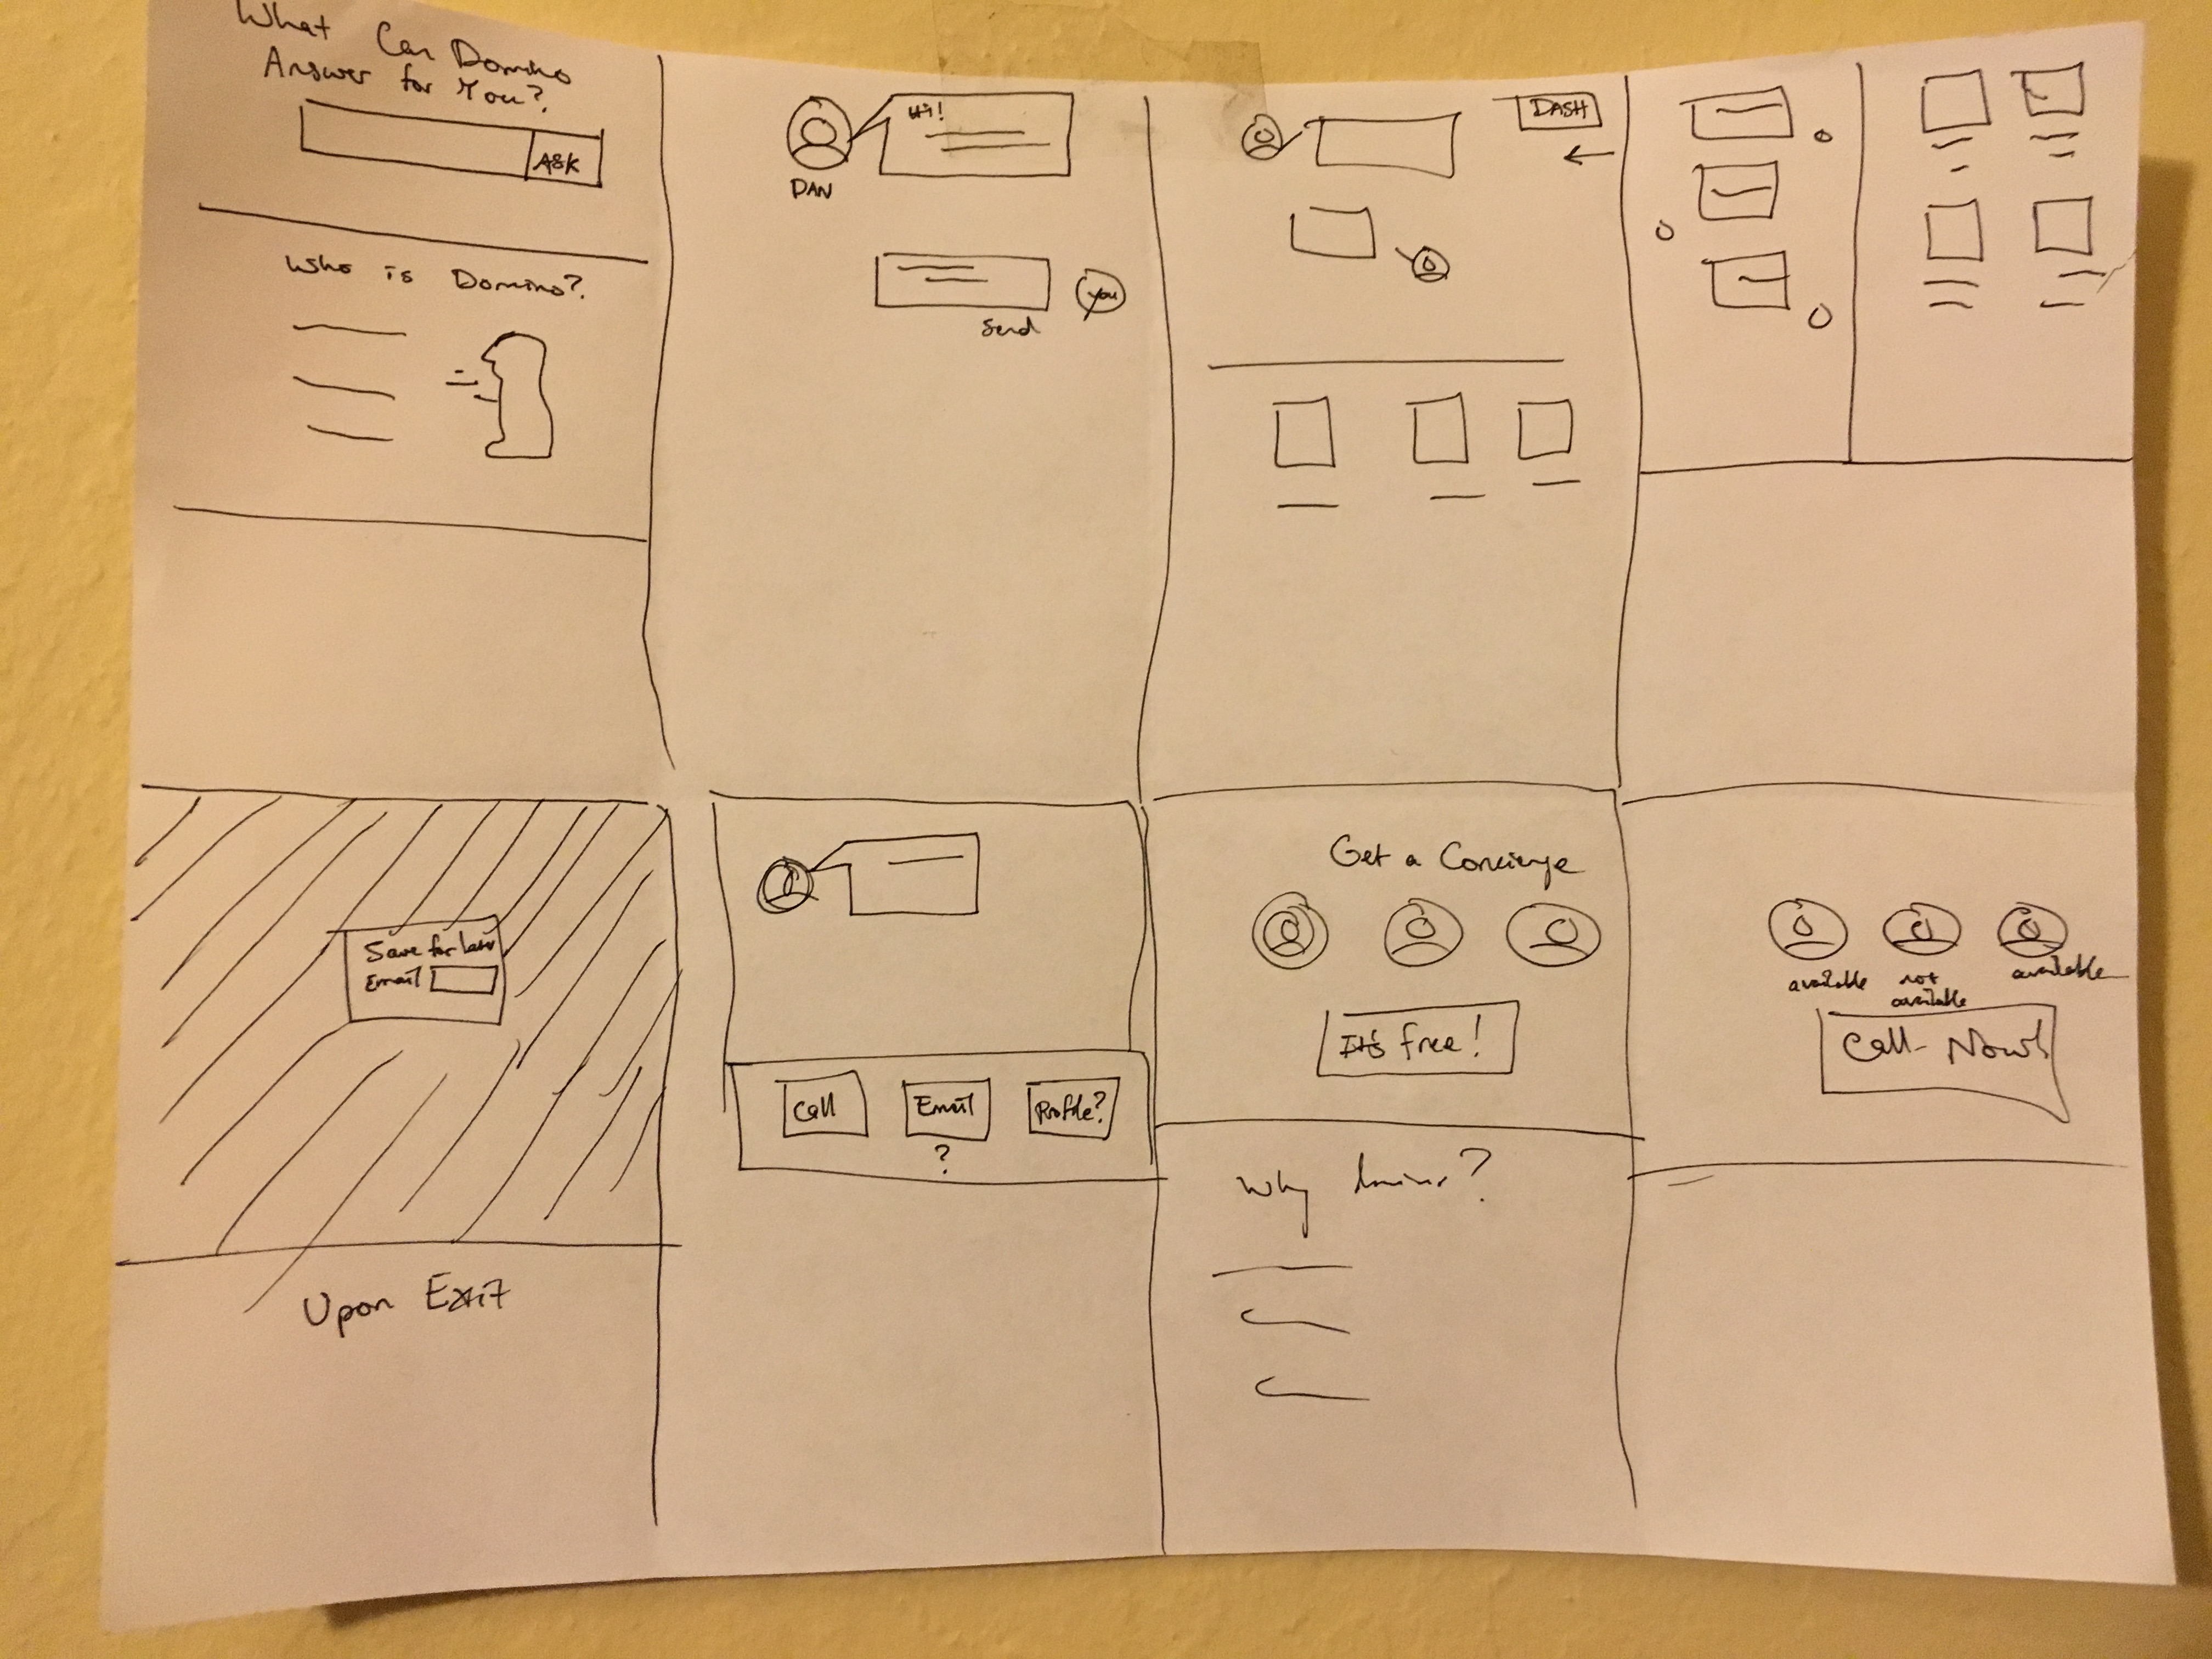 What Can Domino
Answer for You?
ASK
Who is Domino?
Hi!
DAN
you
Send
DASH
Save for later
Email
Upon Exit
Call
Email
Profile?
?
Get a Concierge
It's free!
Why
?
available
not
available
available
Call Now!